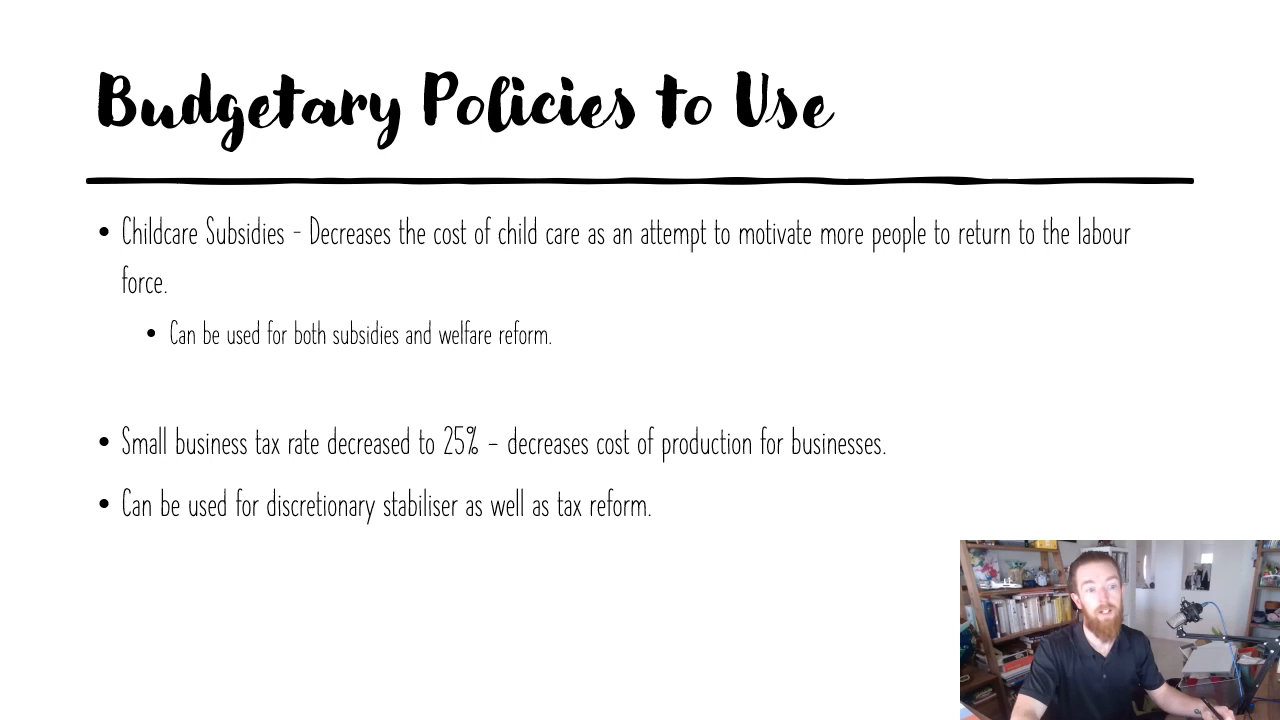 Budgetary Policies to Use
• Childcare Subsidies - Decreases the cost of child care as an attempt to motivate more people to return to the labour
force.
• Can be used for both subsidies and welfare reform.
• Small business tax rate decreased to 25% – decreases cost of production for businesses.
• Can be used for discretionary stabiliser as well as tax reform.